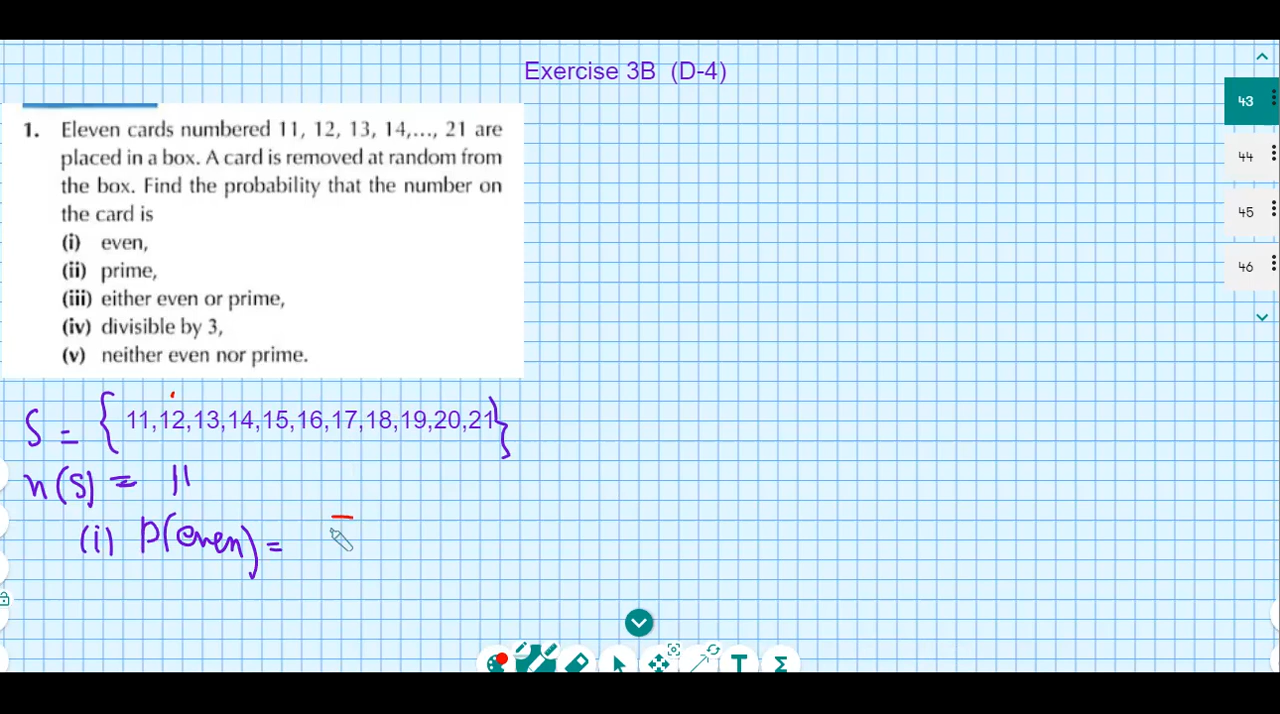 Exercise 3B (D-4)
1. Eleven cards numbered 11, 12, 13, 14,..., 21 are
placed in a box. A card is removed at random from
the box. Find the probability that the number on
the card is
(i) even,
(ii) prime,
(iii) either even or prime,
(iv) divisible by 3,
(v) neither even nor prime.
S = { 11,12,13,14,15,16,17,18,19,20,21}
n(S) = 11
(i) P(even) =
43
44
45
46
T
Σ